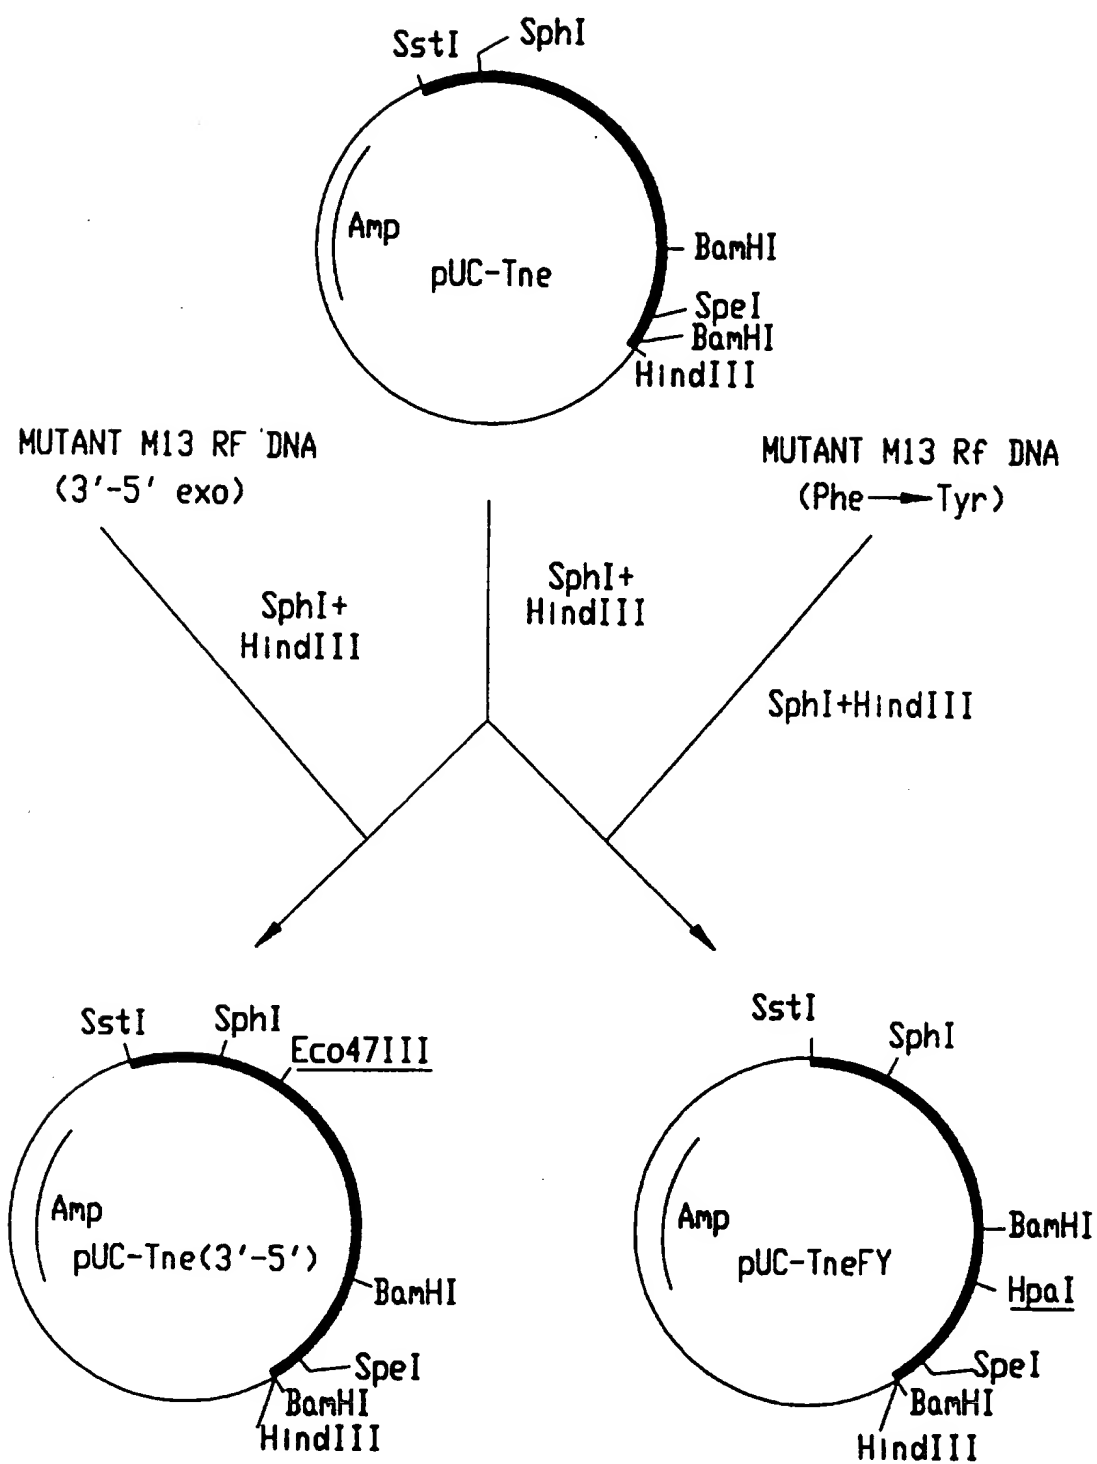 SstI
SphI
Amp
pUC-Tne
BamHI
SpeI
BamHI
HindIII
MUTANT M13 RF DNA
(3'-5' exo)
MUTANT M13 Rf DNA
(Phe→Tyr)
SphI+
HindIII
SphI+
HindIII
SphI+HindIII
SstI
SphI
Eco47III
Amp
pUC-Tne(3'-5')
BamHI
SpeI
BamHI
HindIII
SstI
SphI
Amp
pUC-TneFY
BamHI
HpaI
SpeI
BamHI
HindIII